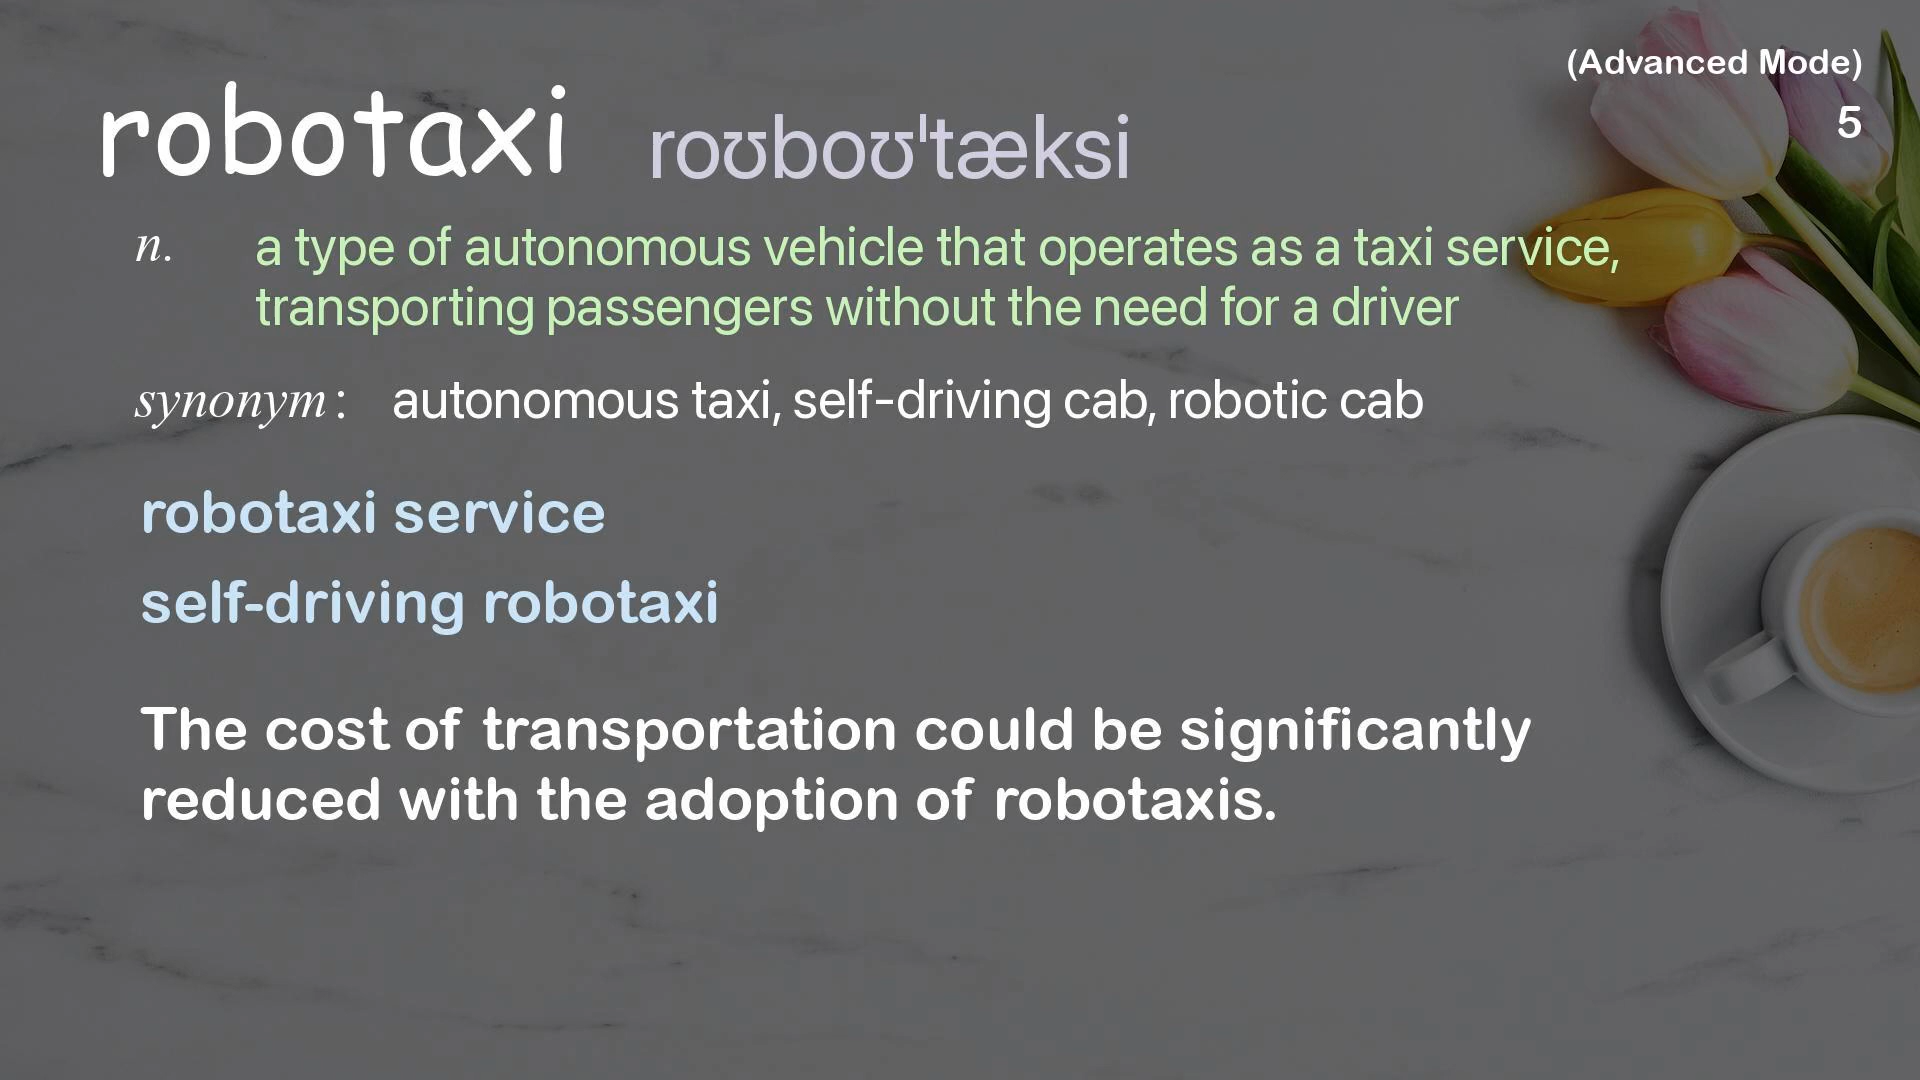 (Advanced Mode)
5
robotaxi roʊboʊ'tæksi
n. a type of autonomous vehicle that operates as a taxi service,
transporting passengers without the need for a driver
synonym : autonomous taxi, self-driving cab, robotic cab
robotaxi service
self-driving robotaxi
The cost of transportation could be significantly
reduced with the adoption of robotaxis.